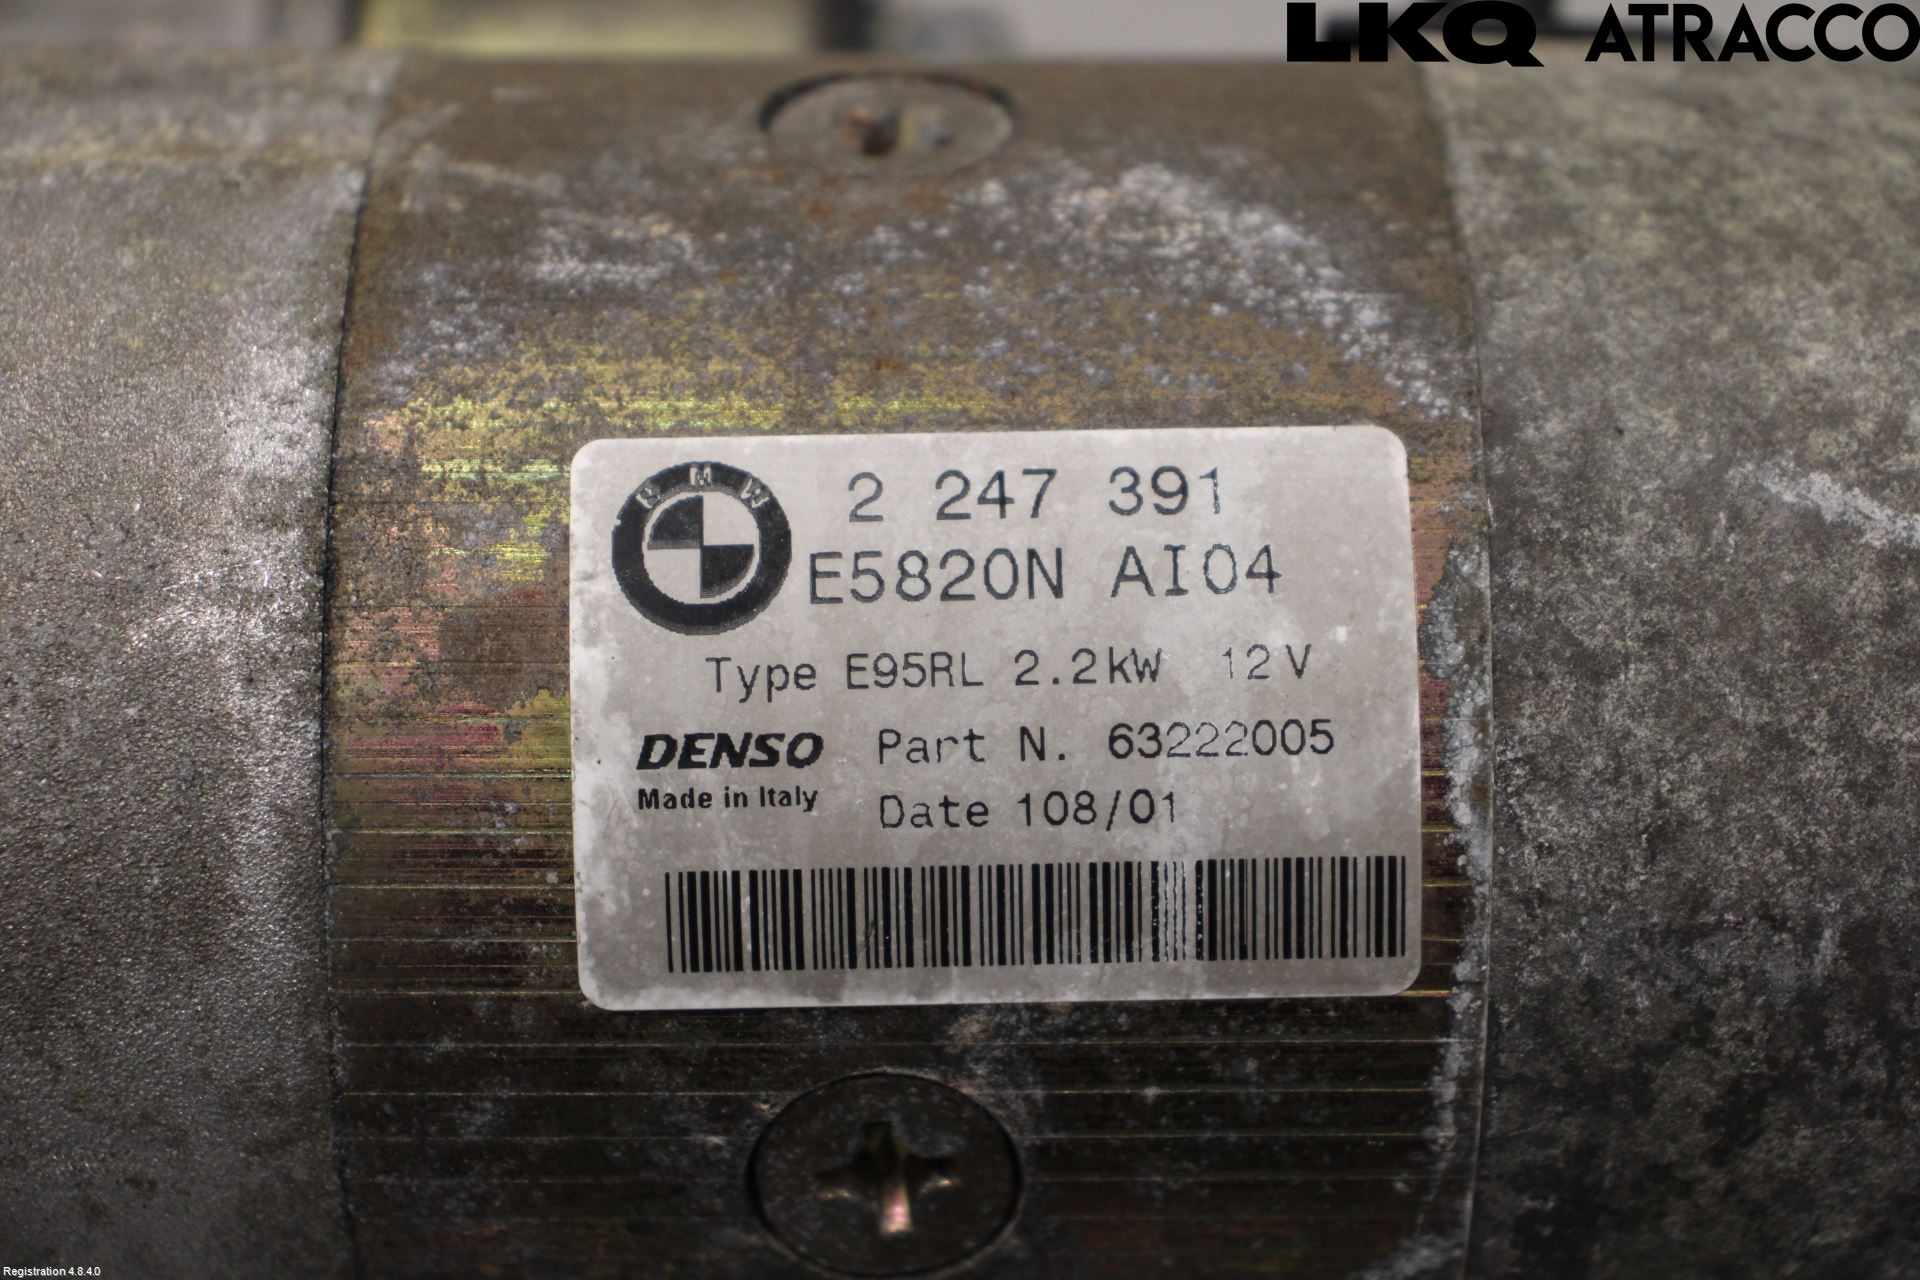 LKQ ATRACCO
BMW
2 247 391
E5820N AI04
Type E95RL 2.2kW 12V
DENSO Part N. 63222005
Made in Italy
Date 108/01
Registration 4.8.4.0